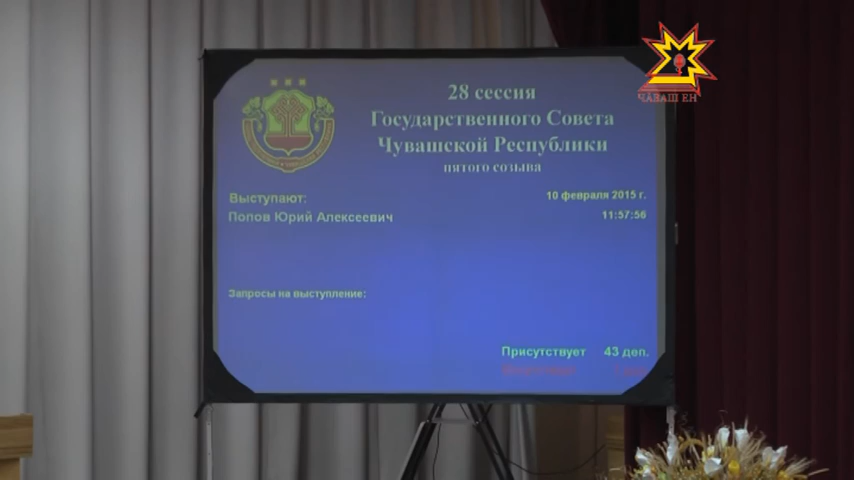 ЧӐВАШ ЕН
28 сессия
Государственного Совета
Чувашской Республики
пятого созыва
Выступают:
10 февраля 2015 г.
Попов Юрий Алексеевич
11:57:56
Запросы на выступление:
Присутствует 43 деп.